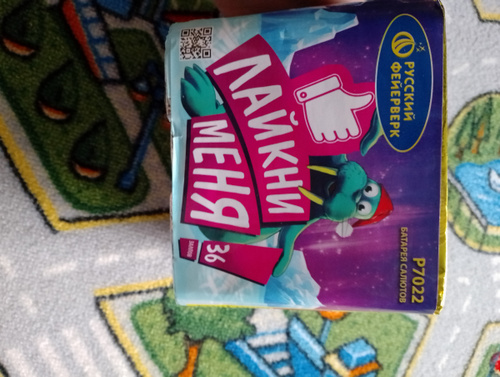 РУССКИЙ
ФЕЙЕРВЕРК
Р7022
БАТАРЕЯ САЛЮТОВ
ЛАЙКНИ
МЕНЯ
36